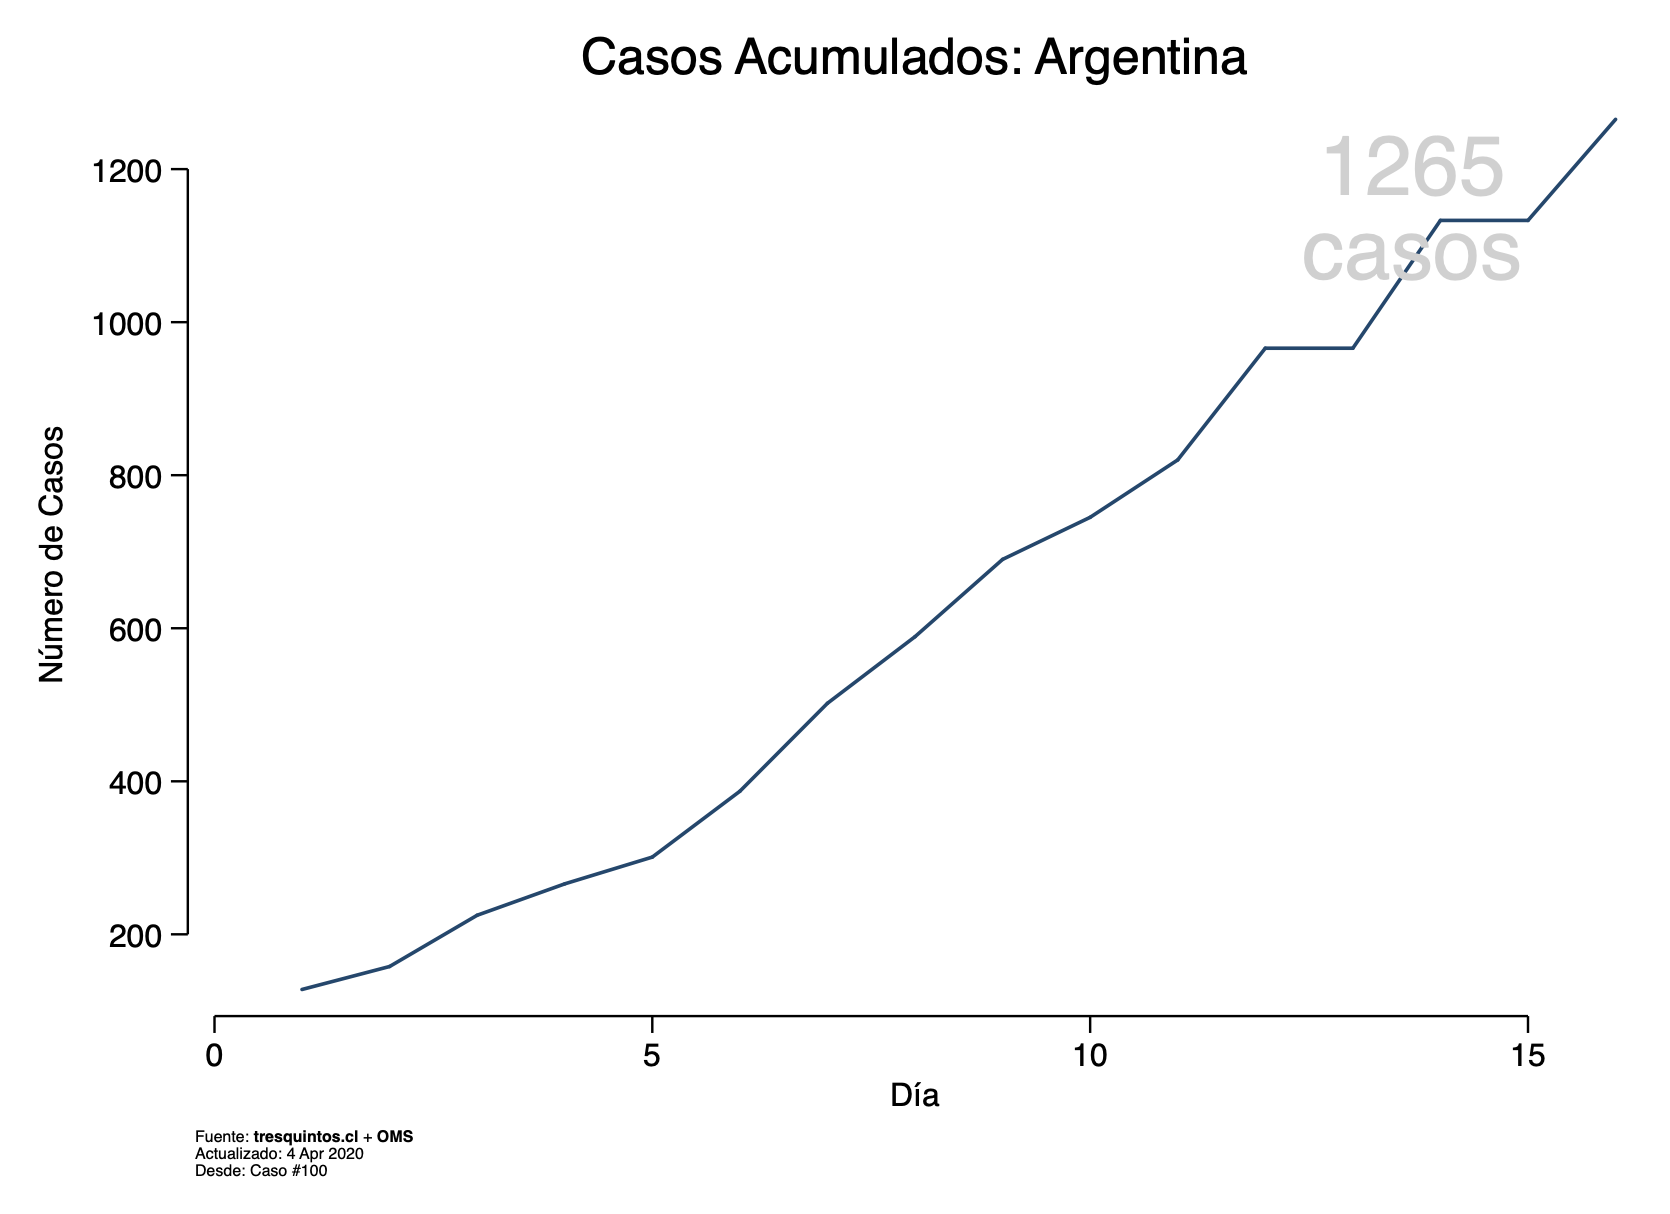 Casos Acumulados: Argentina
1265
casos
1200
1000
800
600
400
200
Número de Casos
0
5
10
15
Día
Fuente: tresquintos.cl + OMS
Actualizado: 4 Apr 2020
Desde: Caso #100